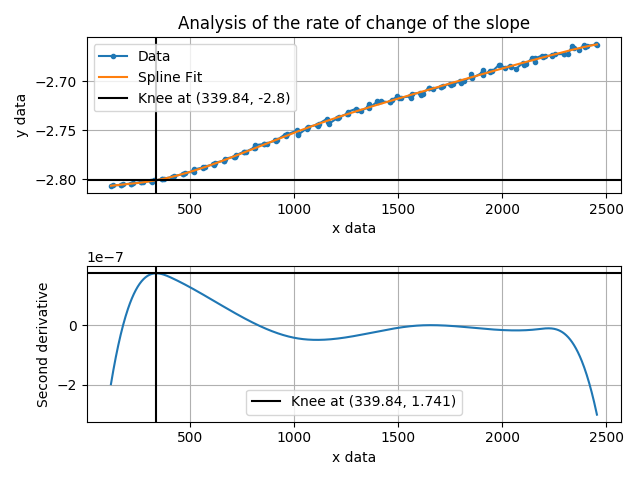 Analysis of the rate of change of the slope
Data
Spline Fit
Knee at (339.84, -2.8)
−2.70
−2.75
−2.80
y data
500
1000
1500
2000
2500
x data
1e−7
0
−2
Second derivative
Knee at (339.84, 1.741)
500
1000
1500
2000
2500
x data